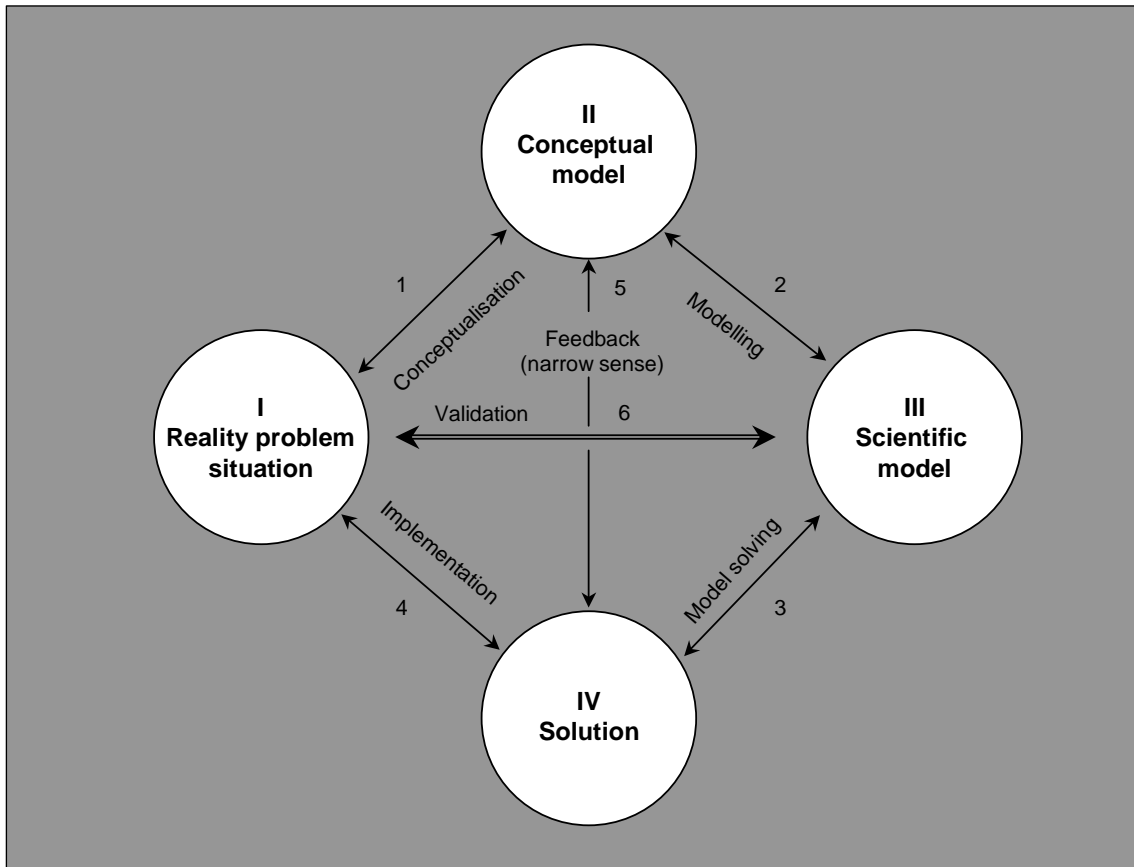 II
Conceptual
model
1
Conceptualisation
5
2
Modelling
Feedback
(narrow sense)
I
Reality problem
situation
Validation
6
III
Scientific
model
Implementation
4
Model solving
3
IV
Solution